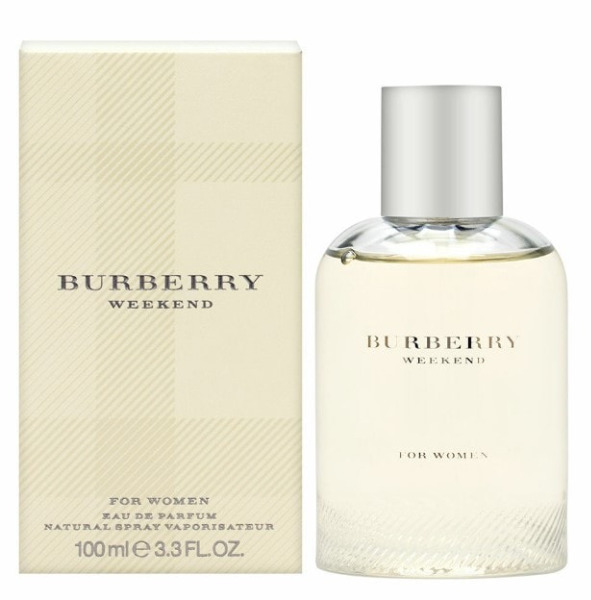 BURBERRY
WEEKEND
FOR WOMEN
EAU DE PARFUM
NATURAL SPRAY VAPORISATEUR
100 ml ℮ 3.3 FL.OZ.
BURBERRY
WEEKEND
FOR WOMEN